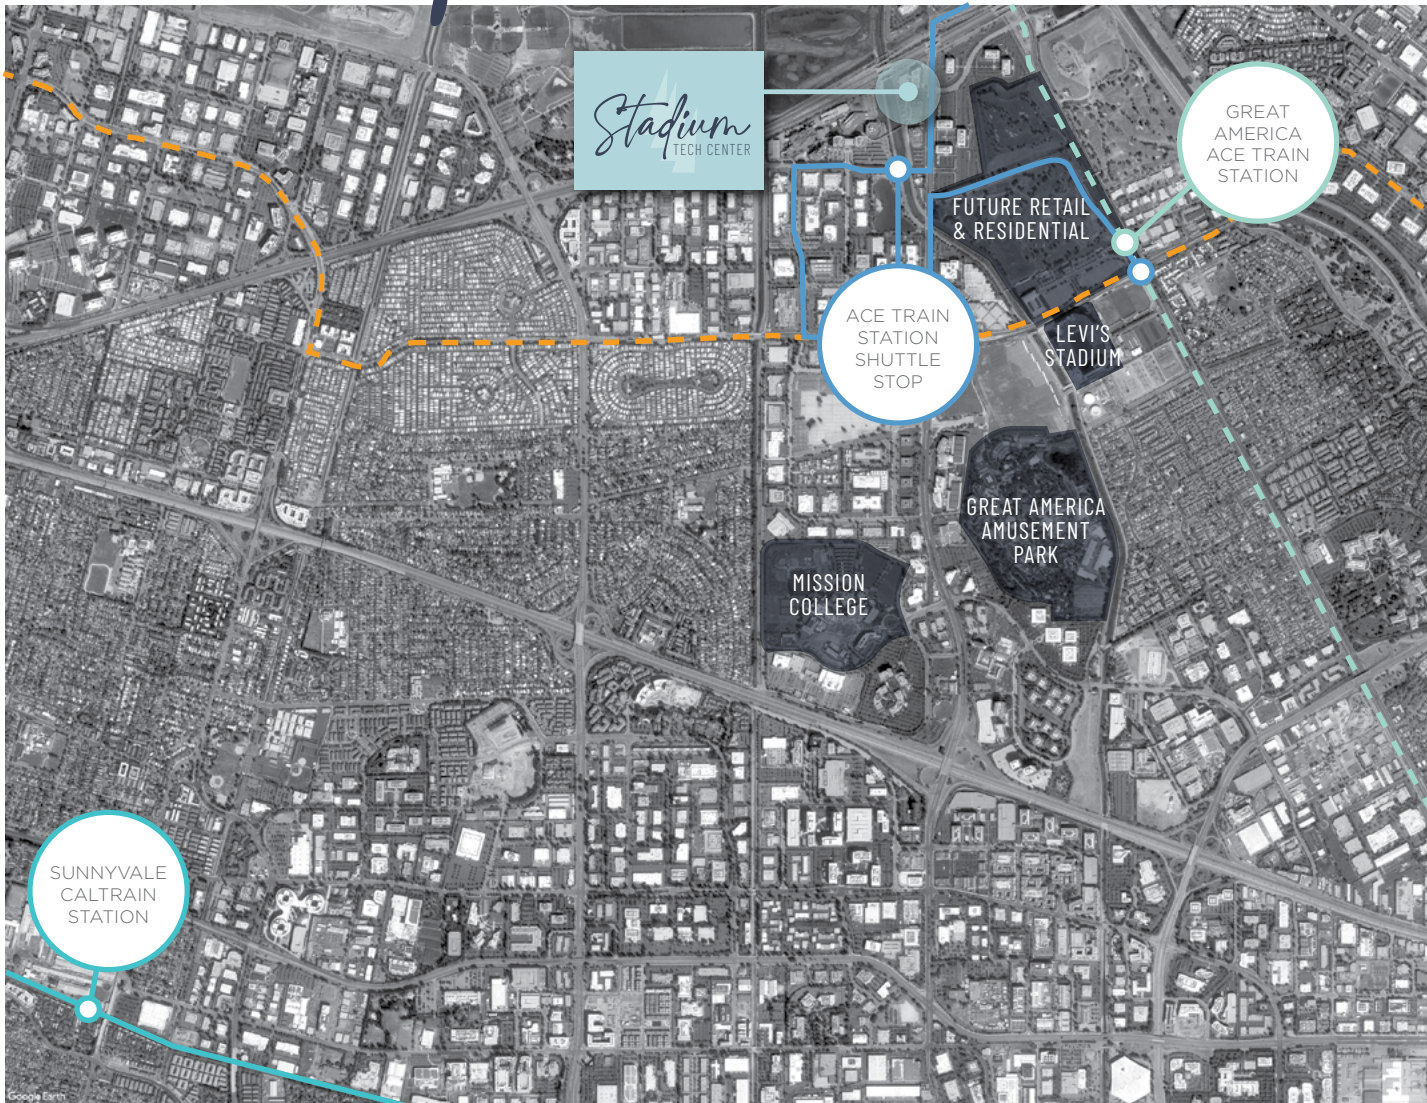 Stadium
TECH CENTER
GREAT
AMERICA
ACE TRAIN
STATION
FUTURE RETAIL
& RESIDENTIAL
ACE TRAIN
STATION
SHUTTLE
STOP
LEVI'S
STADIUM
GREAT AMERICA
AMUSEMENT
PARK
MISSION
COLLEGE
SUNNYVALE
CALTRAIN
STATION
Google Earth